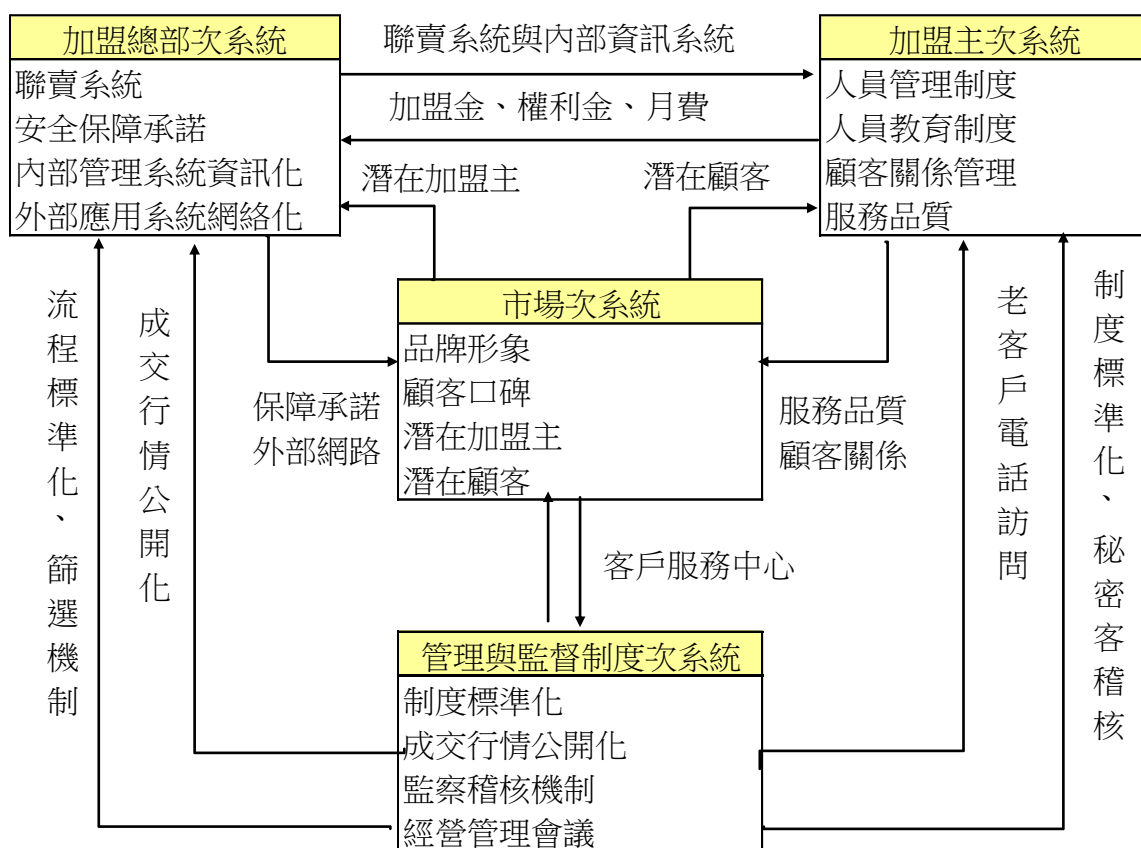 加盟總部次系統
聯賣系統
安全保障承諾
內部管理系統資訊化
外部應用系統網絡化
聯賣系統與內部資訊系統
加盟金、權利金、月費
潛在加盟主
潛在顧客
加盟主次系統
人員管理制度
人員教育制度
顧客關係管理
服務品質
市場次系統
品牌形象
顧客口碑
潛在加盟主
潛在顧客
流程標準化、篩選機制
成交行情公開化
保障承諾
外部網路
服務品質
顧客關係
老客戶電話訪問
制度標準化、秘密客稽核
客戶服務中心
管理與監督制度次系統
制度標準化
成交行情公開化
監察稽核機制
經營管理會議